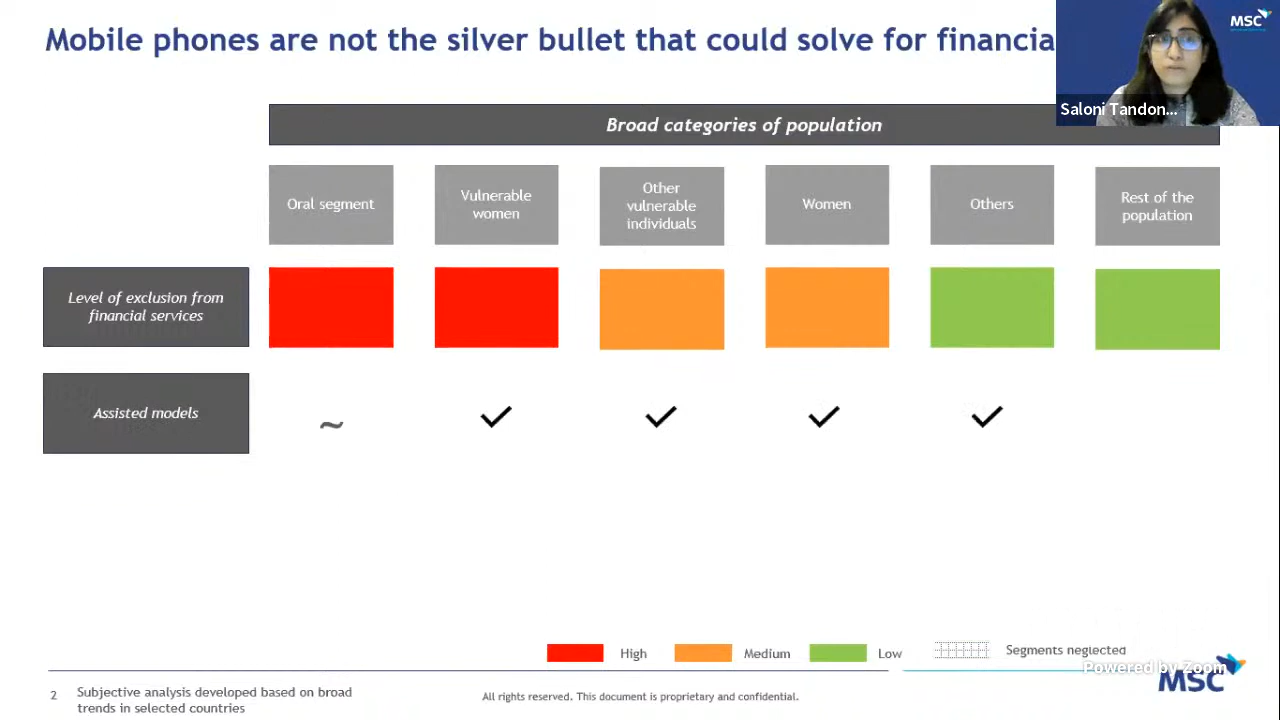 Mobile phones are not the silver bullet that could solve for financia
MSC
Saloni Tandon...
Broad categories of population
Oral segment
Vulnerable
women
Other
vulnerable
individuals
Women
Others
Rest of the
population
Level of exclusion from
financial services
Assisted models
~
High
Medium
Low
Segments neglected
Powered by Zoom
MSC
2
Subjective analysis developed based on broad
trends in selected countries
All rights reserved. This document is proprietary and confidential.